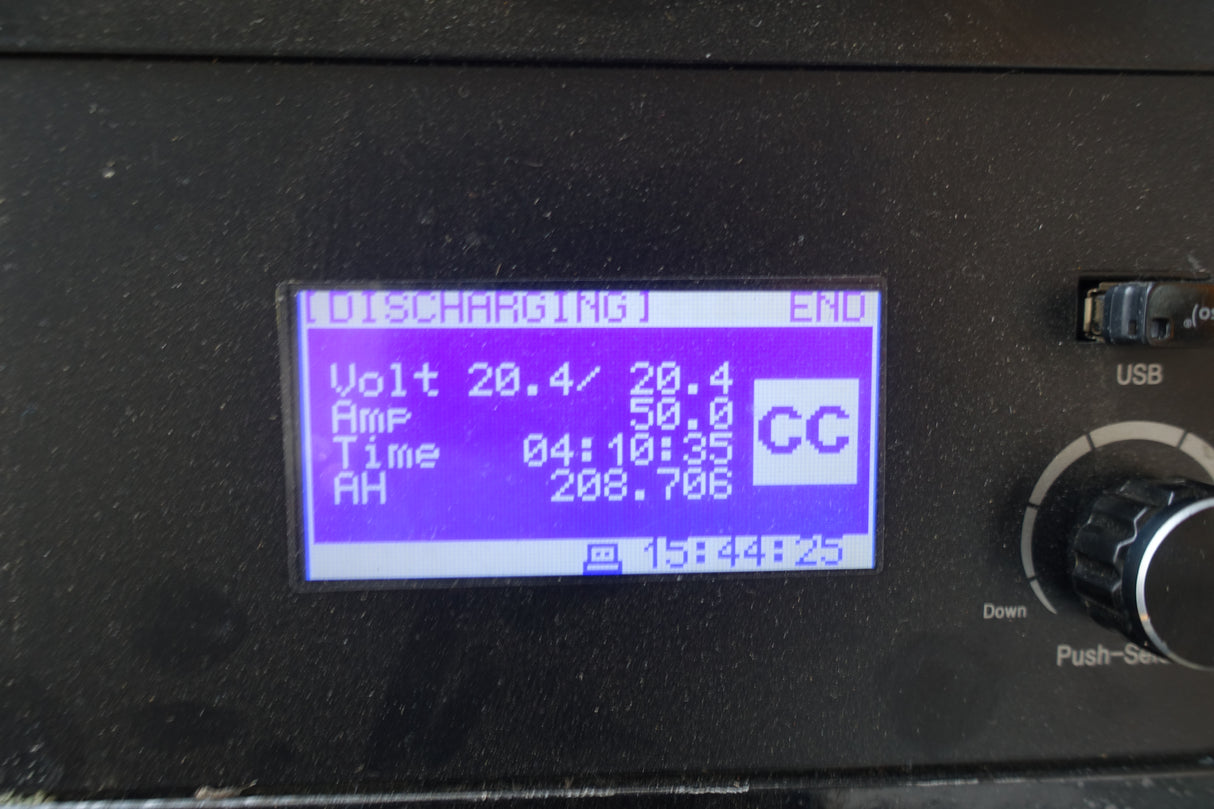 [DISCHARGING] END
Volt 20.4/ 20.4
Amp 50.0
Time 04:10:35
AH 208.706
CC
15:44:25
USB
Down